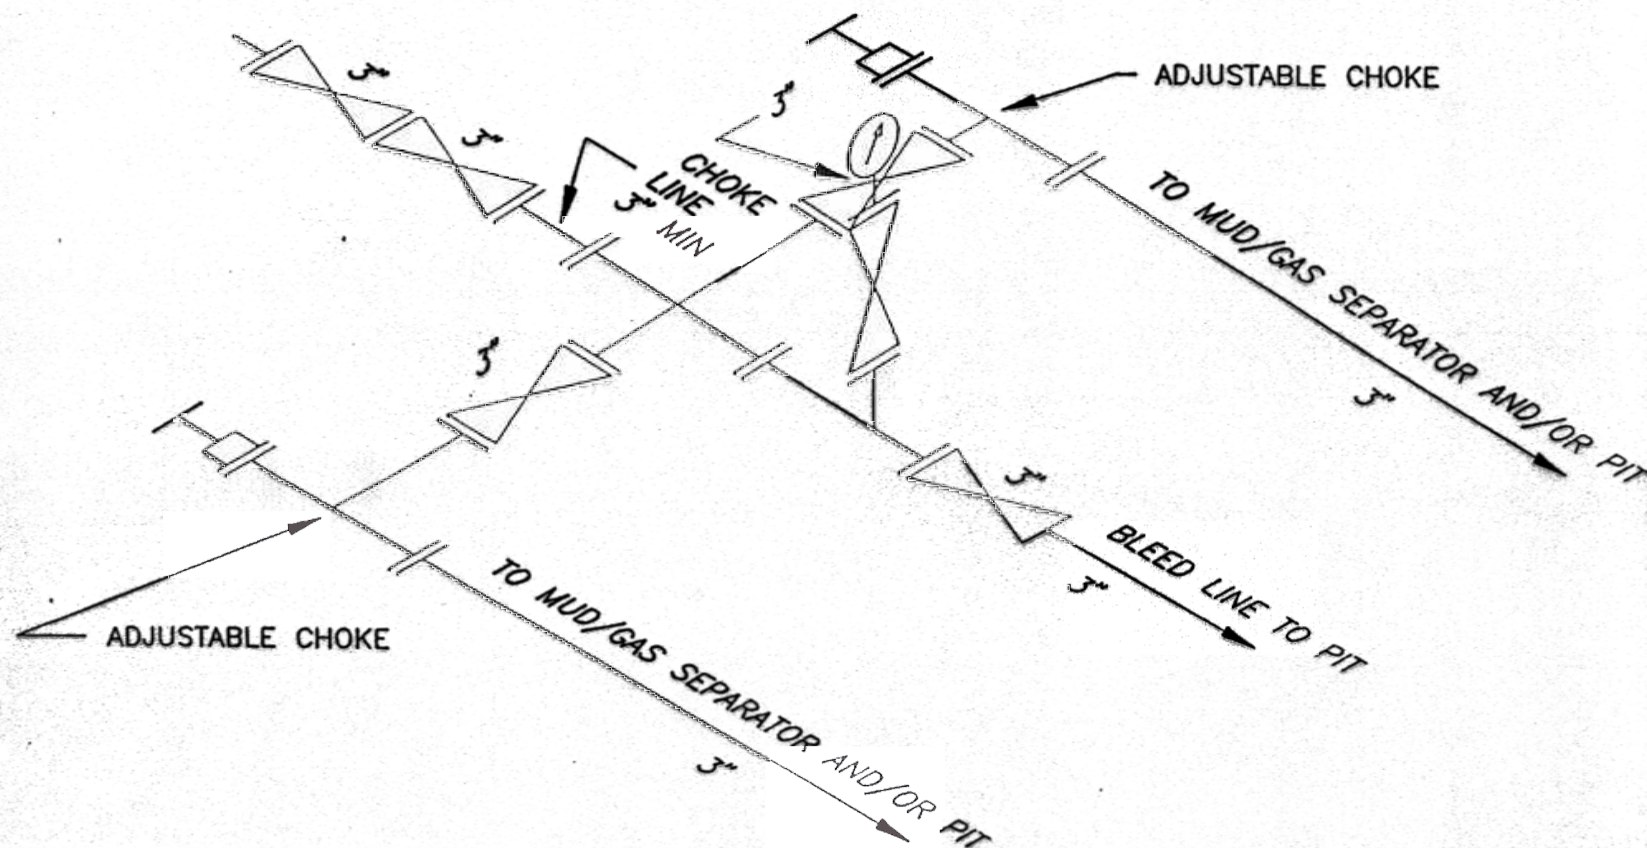 3"
ADJUSTABLE CHOKE
3"
3"
CHOKE
LINE
3" MIN
TO MUD/GAS SEPARATOR AND/OR PIT
3"
3"
3"
BLEED LINE TO PIT
3"
ADJUSTABLE CHOKE
TO MUD/GAS SEPARATOR AND/OR PIT
3"